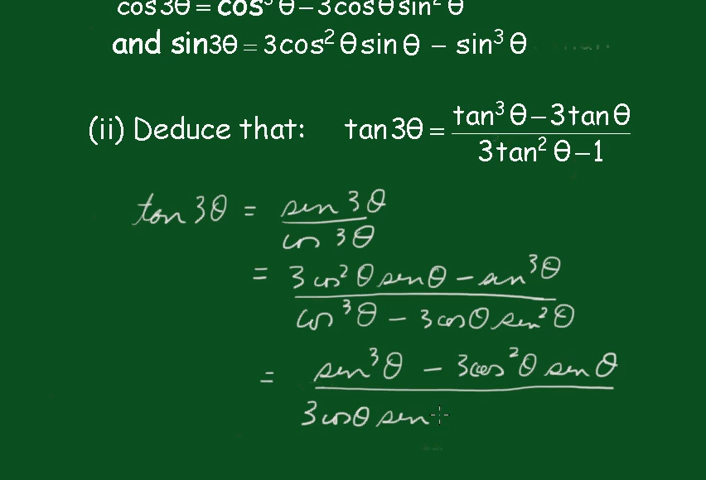 cos3θ = cos³θ – 3cosθsin²θ
and sin3θ = 3cos²θsinθ – sin³θ
(ii) Deduce that: tan3θ = (tan³θ – 3tanθ)/(3tan²θ – 1)
tan 3θ = sin 3θ / cos 3θ
= (3cos²θ sinθ – sin³θ)/(cos³θ – 3cosθ sin²θ)
= (sin³θ – 3cos²θ sinθ)/(3cosθ sin